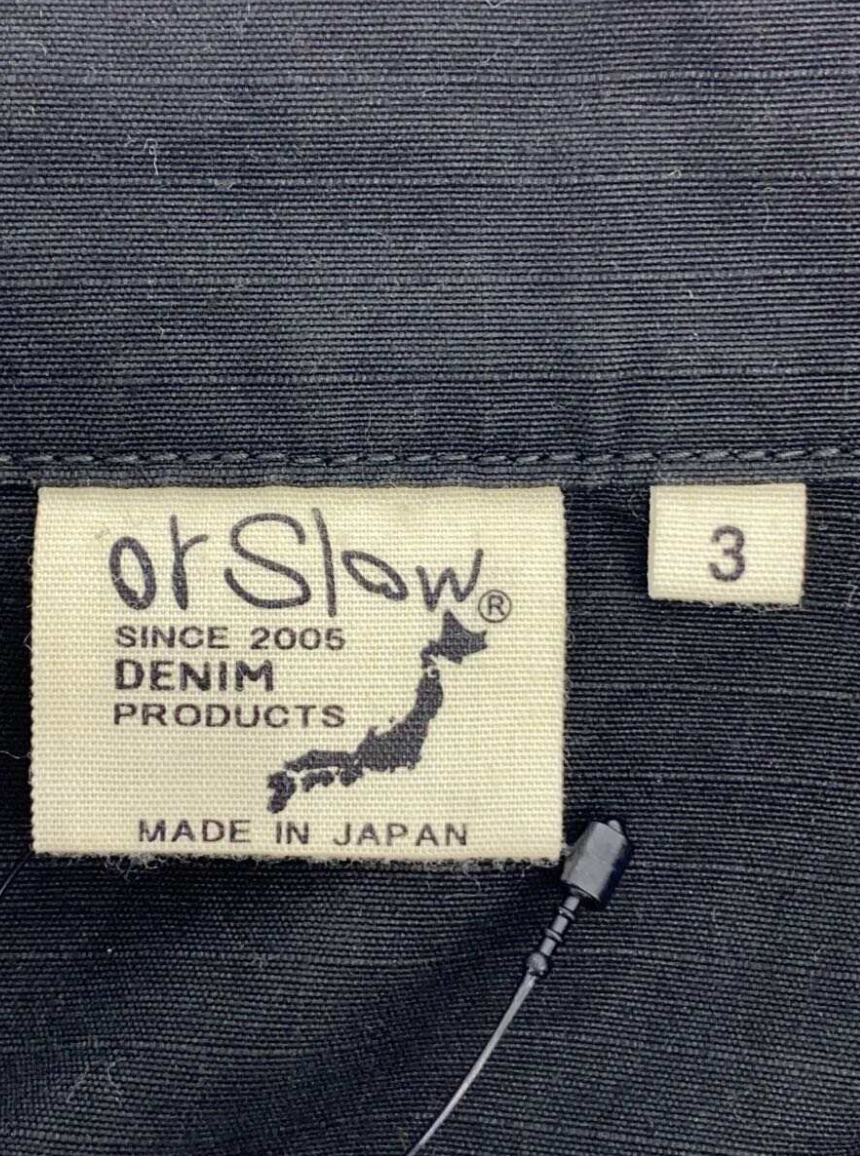 orSlow®
3
SINCE 2005
DENIM
PRODUCTS
MADE IN JAPAN